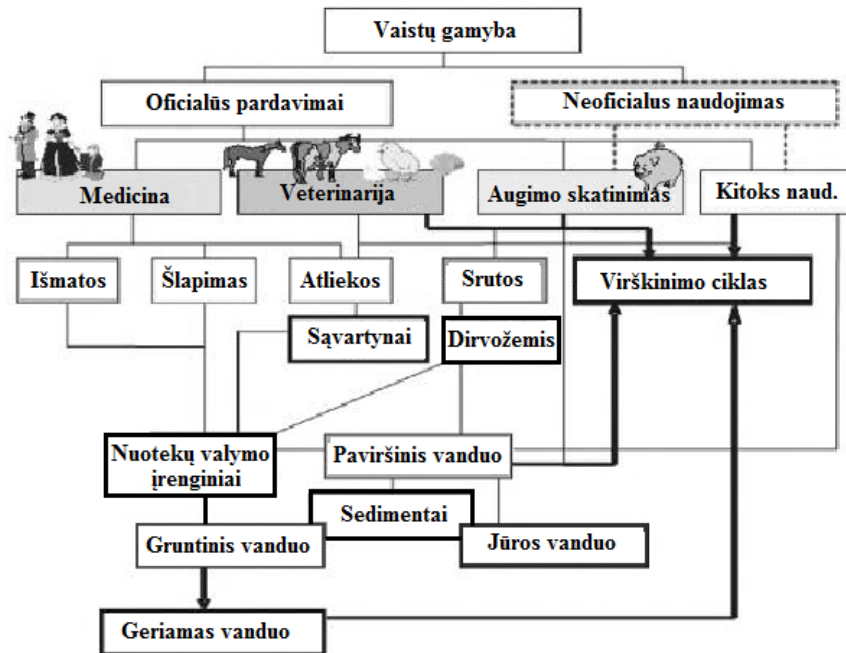 Vaistų gamyba
Oficialūs pardavimai
Neoficialus naudojimas
Medicina
Veterinarija
Augimo skatinimas
Kitoks naud.
Išmatos
Šlapimas
Atliekos
Srutos
Virškinimo ciklas
Sąvartynai
Dirvožemis
Nuotekų valymo
įrenginiai
Paviršinis vanduo
Sedimentai
Gruntinis vanduo
Jūros vanduo
Geriamas vanduo